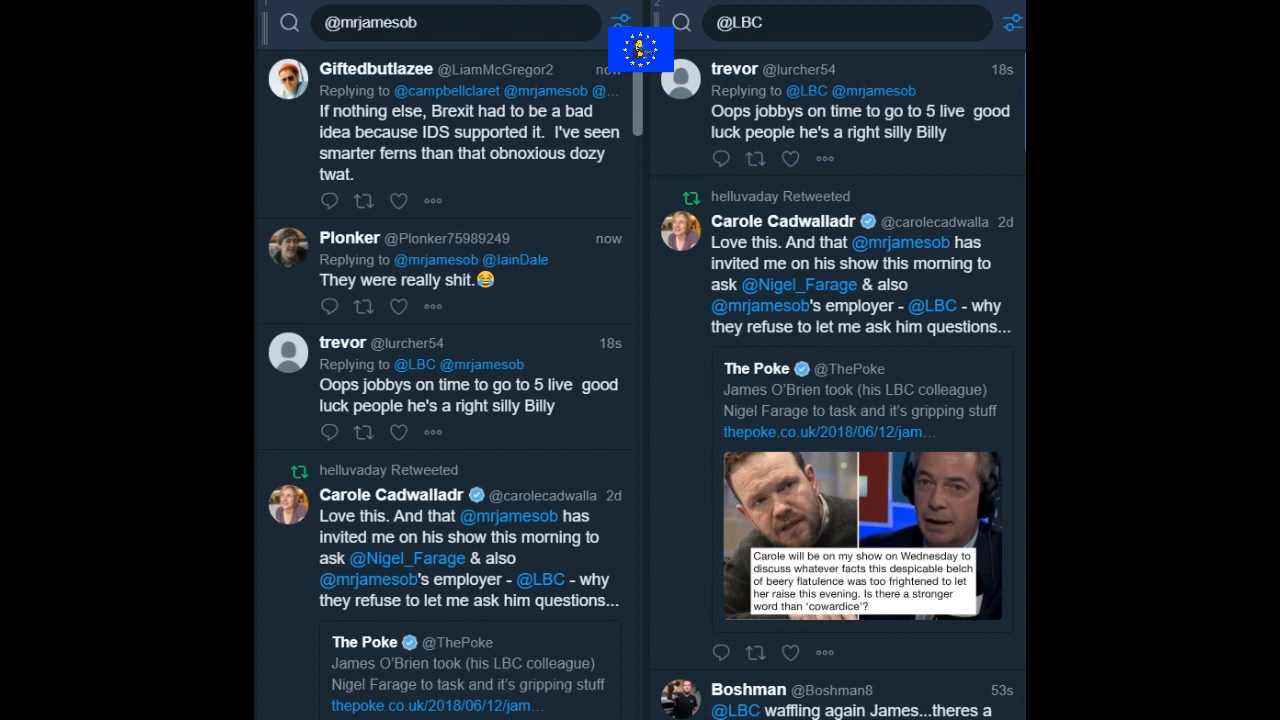 1
@mrjamesob
Giftedbutlazee @LiamMcGregor2 now
Replying to @campbellclaret @mrjamesob @…
If nothing else, Brexit had to be a bad
idea because IDS supported it. I've seen
smarter ferns than that obnoxious dozy
twat.
Plonker @Plonker75989249 now
Replying to @mrjamesob @IainDale
They were really shit.😂
trevor @lurcher54 18s
Replying to @LBC @mrjamesob
Oops jobbys on time to go to 5 live good
luck people he's a right silly Billy
helluvaday Retweeted
Carole Cadwalladr @carolecadwalla 2d
Love this. And that @mrjamesob has
invited me on his show this morning to
ask @Nigel_Farage & also
@mrjamesob's employer - @LBC - why
they refuse to let me ask him questions...
The Poke @ThePoke
James O’Brien took (his LBC colleague)
Nigel Farage to task and it’s gripping stuff
thepoke.co.uk/2018/06/12/jam…
2
@LBC
trevor @lurcher54 18s
Replying to @LBC @mrjamesob
Oops jobbys on time to go to 5 live good
luck people he's a right silly Billy
helluvaday Retweeted
Carole Cadwalladr @carolecadwalla 2d
Love this. And that @mrjamesob has
invited me on his show this morning to
ask @Nigel_Farage & also
@mrjamesob's employer - @LBC - why
they refuse to let me ask him questions...
The Poke @ThePoke
James O’Brien took (his LBC colleague)
Nigel Farage to task and it’s gripping stuff
thepoke.co.uk/2018/06/12/jam…
Carole will be on my show on Wednesday to
discuss whatever facts this despicable belch
of beery flatulence was too frightened to let
her raise this evening. Is there a stronger
word than ‘cowardice’?
Boshman @Boshman8 53s
@LBC waffling again James...theres a